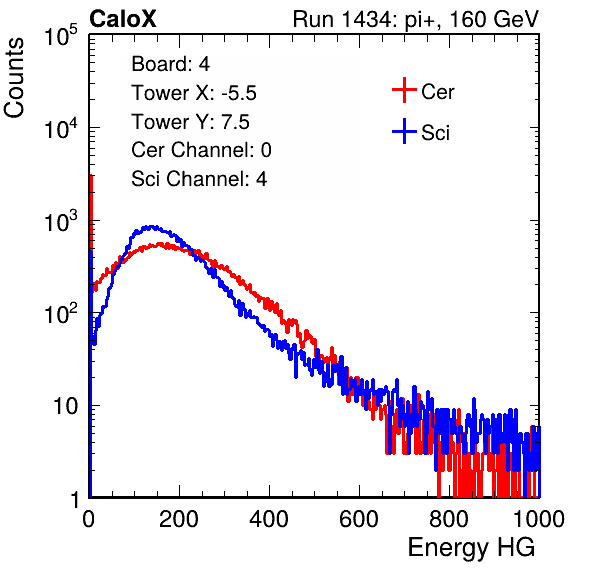 CaloX Run 1434: pi+, 160 GeV
Counts
Board: 4
Tower X: -5.5
Tower Y: 7.5
Cer Channel: 0
Sci Channel: 4
Cer
Sci
10^5
10^4
10^3
10^2
10
1
0 200 400 600 800 1000
Energy HG